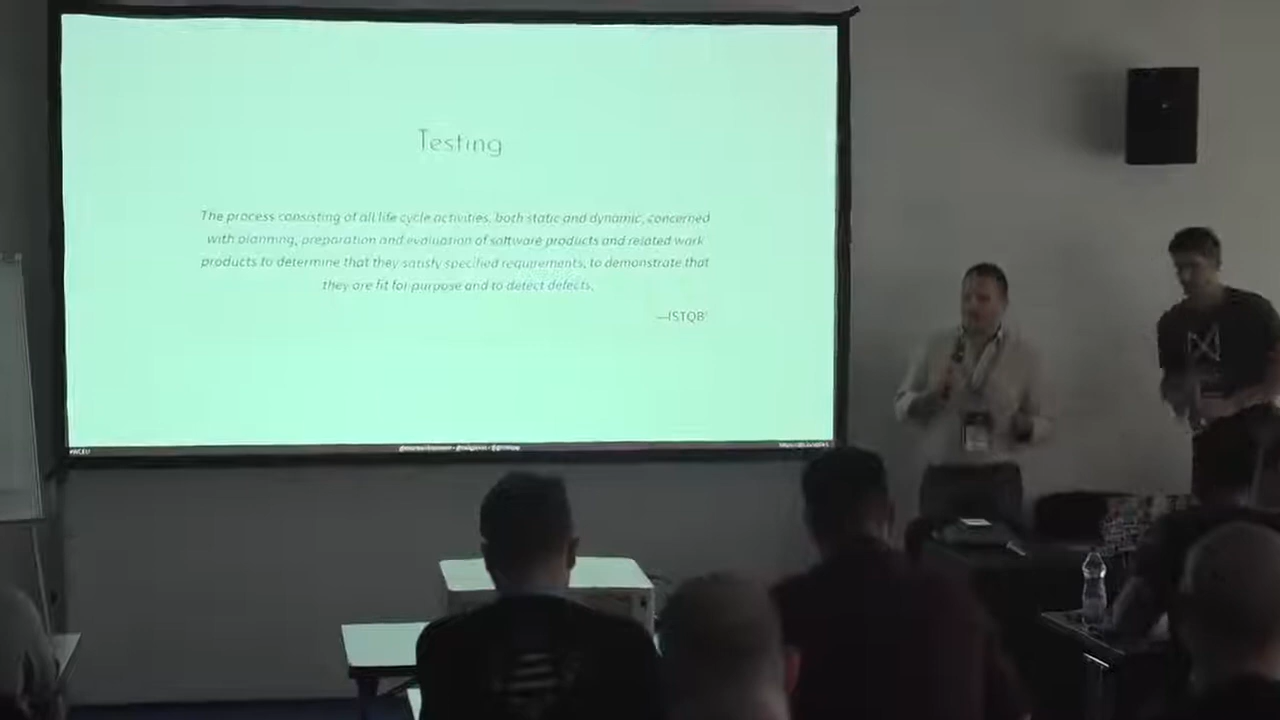 Testing
The process consisting of all life cycle activities, both static and dynamic, concerned
with planning, preparation and evaluation of software products and related work
products to determine that they satisfy specified requirements, to demonstrate that
they are fit for purpose and to detect defects.
—ISTQB
#WCEU